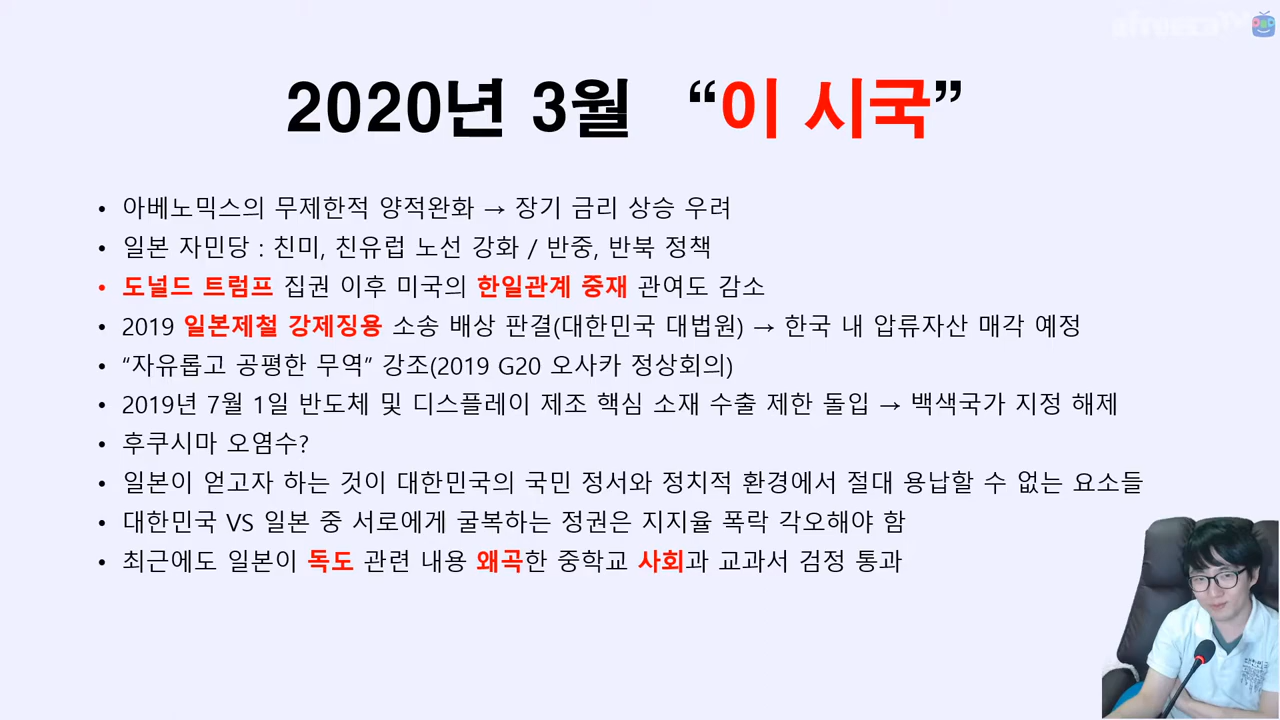 afreecaTV
2020년 3월 “이 시국”
• 아베노믹스의 무제한적 양적완화 → 장기 금리 상승 우려
• 일본 자민당 : 친미, 친유럽 노선 강화 / 반중, 반북 정책
• 도널드 트럼프 집권 이후 미국의 한일관계 중재 관여도 감소
• 2019 일본제철 강제징용 소송 배상 판결(대한민국 대법원) → 한국 내 압류자산 매각 예정
• “자유롭고 공평한 무역” 강조(2019 G20 오사카 정상회의)
• 2019년 7월 1일 반도체 및 디스플레이 제조 핵심 소재 수출 제한 돌입 → 백색국가 지정 해제
• 후쿠시마 오염수?
• 일본이 얻고자 하는 것이 대한민국의 국민 정서와 정치적 환경에서 절대 용납할 수 없는 요소들
• 대한민국 VS 일본 중 서로에게 굴복하는 정권은 지지율 폭락 각오해야 함
• 최근에도 일본이 독도 관련 내용 왜곡한 중학교 사회과 교과서 검정 통과